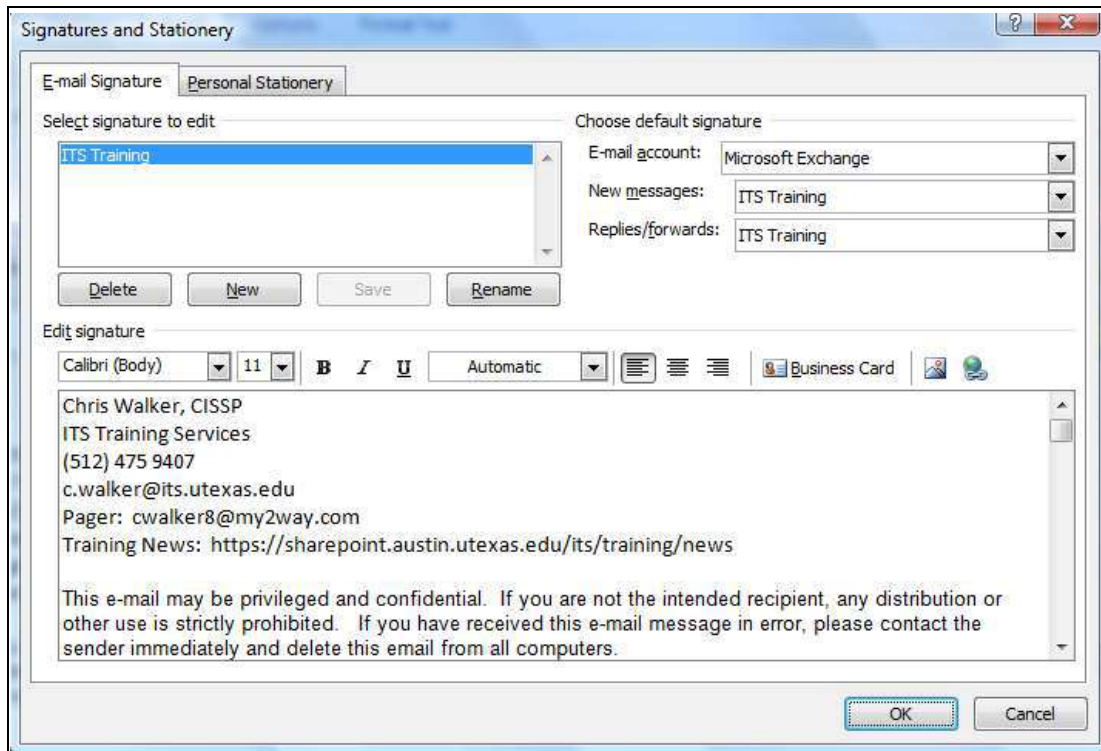 Signatures and Stationery
E-mail Signature
Personal Stationery
Select signature to edit
ITS Training
Delete
New
Save
Rename
Choose default signature
E-mail account:
Microsoft Exchange
New messages:
ITS Training
Replies/forwards:
ITS Training
Edit signature
Calibri (Body)
11
B
I
U
Automatic
Business Card
Chris Walker, CISSP
ITS Training Services
(512) 475 9407
c.walker@its.utexas.edu
Pager:  cwalker8@my2way.com
Training News:  https://sharepoint.austin.utexas.edu/its/training/news
This e-mail may be privileged and confidential.  If you are not the intended recipient, any distribution or
other use is strictly prohibited.   If you have received this e-mail message in error, please contact the
sender immediately and delete this email from all computers.
OK
Cancel